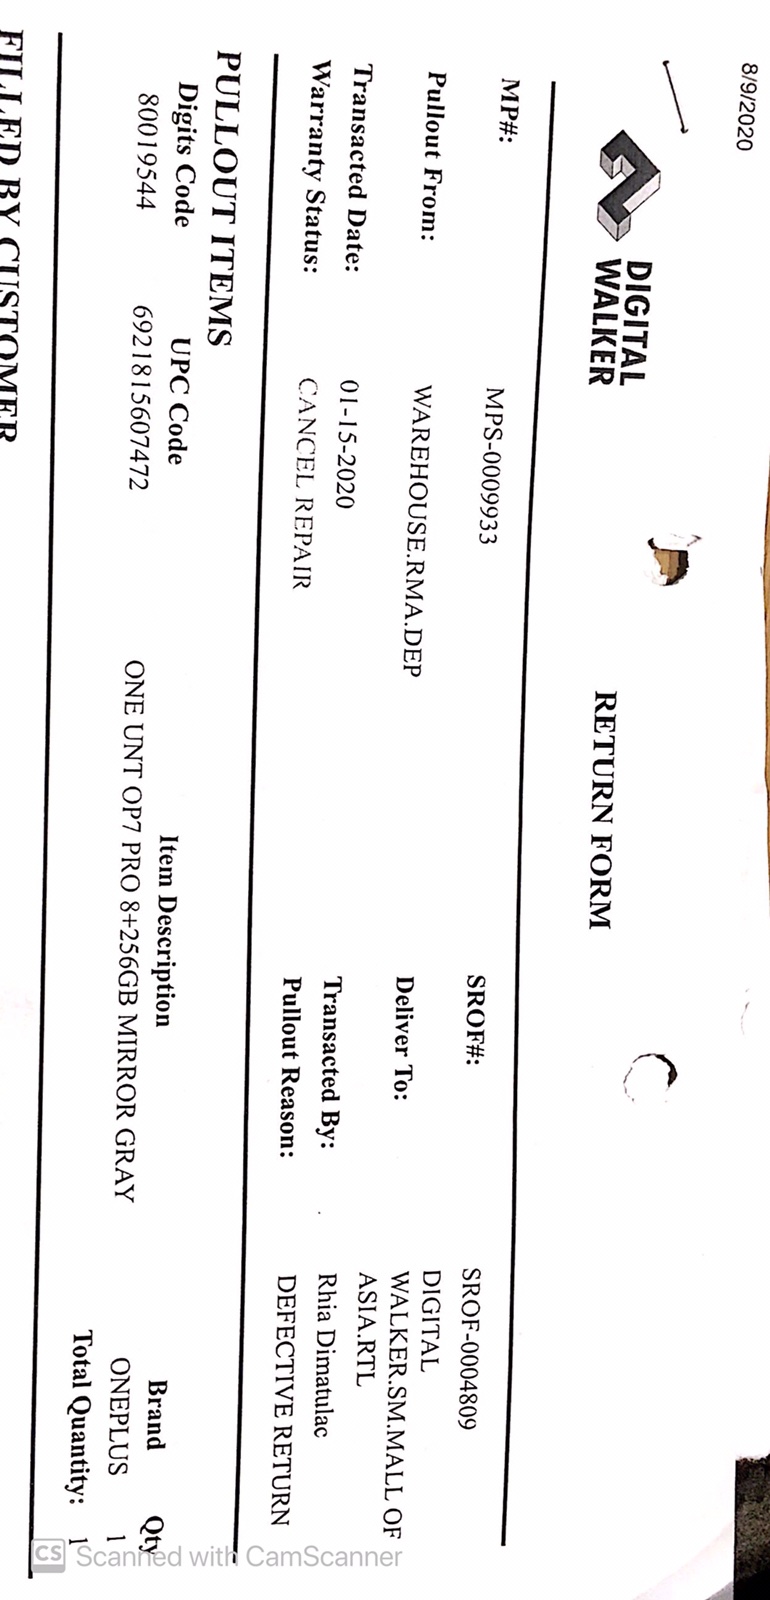 8/9/2020
DIGITAL
WALKER
RETURN FORM
MP#: MPS-0009933 SROF#: SROF-0004809
Pullout From: WAREHOUSE.RMA.DEP Deliver To: DIGITAL
WALKER.SM.MALL OF
ASIA.RTL
Transacted Date: 01-15-2020 Transacted By: Rhia Dimatulac
Warranty Status: CANCEL REPAIR Pullout Reason: DEFECTIVE RETURN
PULLOUT ITEMS
Digits Code UPC Code Item Description Brand Qty
80019544 6921815607472 ONE UNT OP7 PRO 8+256GB MIRROR GRAY ONEPLUS 1
Total Quantity: 1
FILLED BY CUSTOMER
CS Scanned with CamScanner